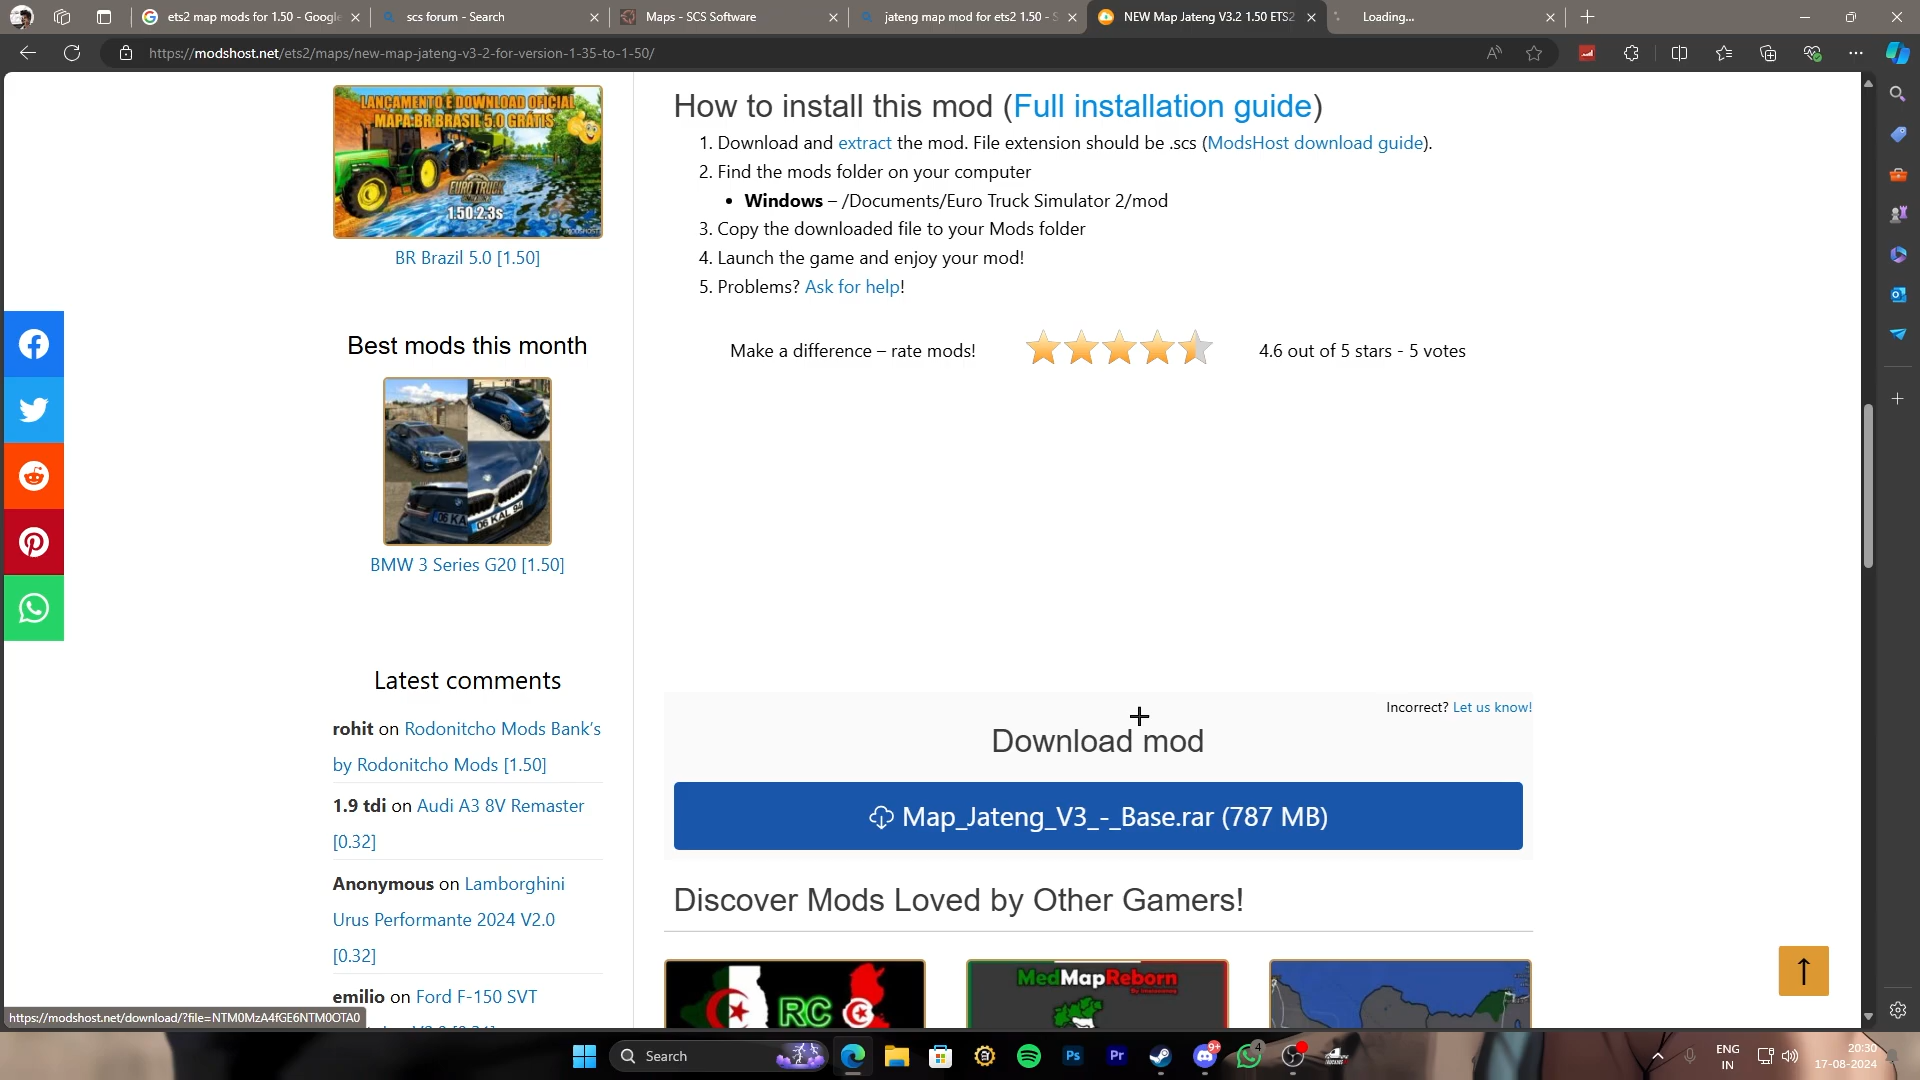 ets2 map mods for 1.50 - Google
scs forum - Search
Maps - SCS Software
jateng map mod for ets2 1.50 - S
NEW Map Jateng V3.2 1.50 ETS2
Loading...
https://modshost.net/ets2/maps/new-map-jateng-v3-2-for-version-1-35-to-1-50/
LANÇAMENTO E DOWNLOAD OFICIAL
MAPA BR BRASIL 5.0 GRÁTIS
EURO TRUCK
1.50.2.3s
MODSHOST
BR Brazil 5.0 [1.50]
Best mods this month
06 KA
06 KAL 94
BMW 3 Series G20 [1.50]
Latest comments
rohit on Rodonitcho Mods Bank’s
by Rodonitcho Mods [1.50]
1.9 tdi on Audi A3 8V Remaster
[0.32]
Anonymous on Lamborghini
Urus Performante 2024 V2.0
[0.32]
emilio on Ford F-150 SVT
How to install this mod (Full installation guide)
1. Download and extract the mod. File extension should be .scs (ModsHost download guide).
2. Find the mods folder on your computer
• Windows – /Documents/Euro Truck Simulator 2/mod
3. Copy the downloaded file to your Mods folder
4. Launch the game and enjoy your mod!
5. Problems? Ask for help!
Make a difference – rate mods!
4.6 out of 5 stars - 5 votes
Incorrect? Let us know!
Download mod
Map_Jateng_V3_-_Base.rar (787 MB)
Discover Mods Loved by Other Gamers!
RC
MedMapReborn
https://modshost.net/download/?file=NTM0MzA4fGE6NTM0OTA0
Search
Ps
Pr
9+
4
ENG
IN
20:30
17-08-2024